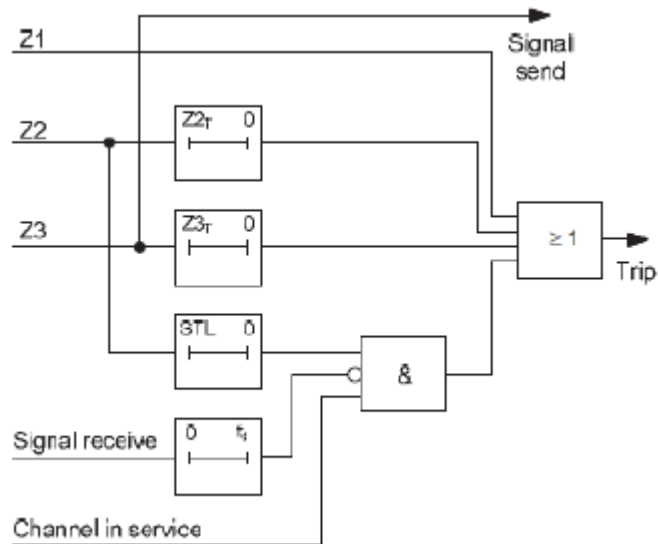 Z1
Signal
send
Z2
Z2T 0
Z3
Z3T 0
≥ 1
Trip
STL 0
&
Signal receive
0
Channel in service